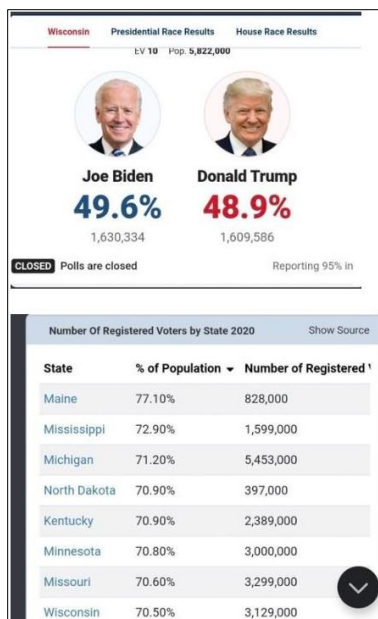 Wisconsin Presidential Race Results House Race Results
EV 10 Pop. 5,822,000
Joe Biden Donald Trump
49.6% 48.9%
1,630,334 1,609,586
CLOSED Polls are closed Reporting 95% in
Number Of Registered Voters by State 2020 Show Source
State % of Population Number of Registered
Maine 77.10% 828,000
Mississippi 72.90% 1,599,000
Michigan 71.20% 5,453,000
North Dakota 70.90% 397,000
Kentucky 70.90% 2,389,000
Minnesota 70.80% 3,000,000
Missouri 70.60% 3,299,000
Wisconsin 70.50% 3,129,000